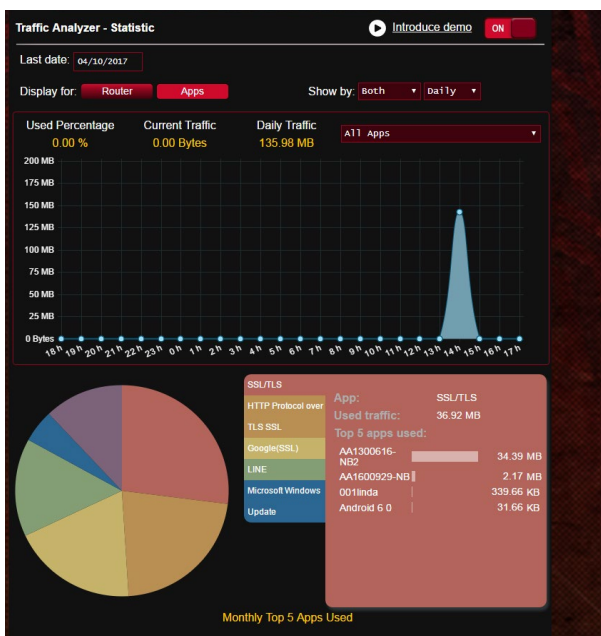 Traffic Analyzer - Statistic
Introduce demo
ON
Last date: 04/10/2017
Display for: Router Apps Show by: Both Daily
Used Percentage Current Traffic Daily Traffic
0.00 % 0.00 Bytes 135.98 MB
All Apps
200 MB
175 MB
150 MB
125 MB
100 MB
75 MB
50 MB
25 MB
0 Bytes
18 h 19 h 20 h 21 h 22 h 23 h 0 h 1 h 2 h 3 h 4 h 5 h 6 h 7 h 8 h 9 h 10 h 11 h 12 h 13 h 14 h 15 h 16 h 17 h
SSL/TLS
HTTP Protocol over
TLS SSL
Google(SSL)
LINE
Microsoft Windows
Update
App: SSL/TLS
Used traffic: 36.92 MB
Top 5 apps used:
AA1300616-
NB2 34.39 MB
AA1600929-NB 2.17 MB
001linda 339.66 KB
Android 6 0 31.66 KB
Monthly Top 5 Apps Used